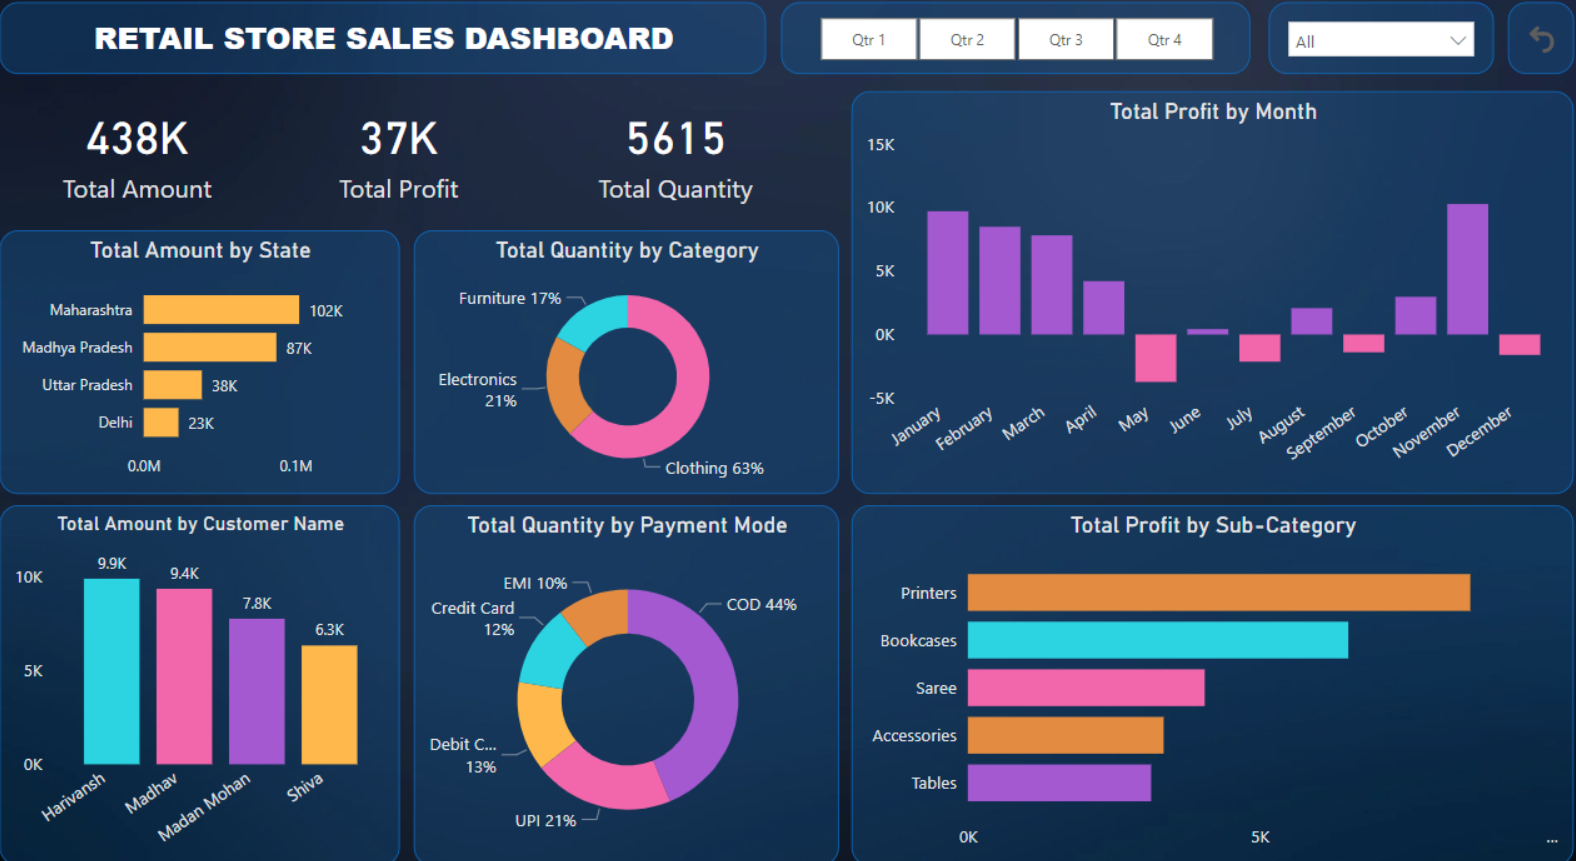 RETAIL STORE SALES DASHBOARD
Qtr 1
Qtr 2
Qtr 3
Qtr 4
All
438K
Total Amount
37K
Total Profit
5615
Total Quantity
Total Profit by Month
15K
10K
5K
0K
-5K
January
February
March
April
May
June
July
August
September
October
November
December
Total Amount by State
Maharashtra
102K
Madhya Pradesh
87K
Uttar Pradesh
38K
Delhi
23K
0.0M
0.1M
Total Quantity by Category
Furniture 17%
Electronics
21%
Clothing 63%
Total Amount by Customer Name
10K
5K
0K
9.9K
9.4K
7.8K
6.3K
Harivansh
Madhav
Madan Mohan
Shiva
Total Quantity by Payment Mode
EMI 10%
COD 44%
Credit Card
12%
Debit C...
13%
UPI 21%
Total Profit by Sub-Category
Printers
Bookcases
Saree
Accessories
Tables
0K
5K
...